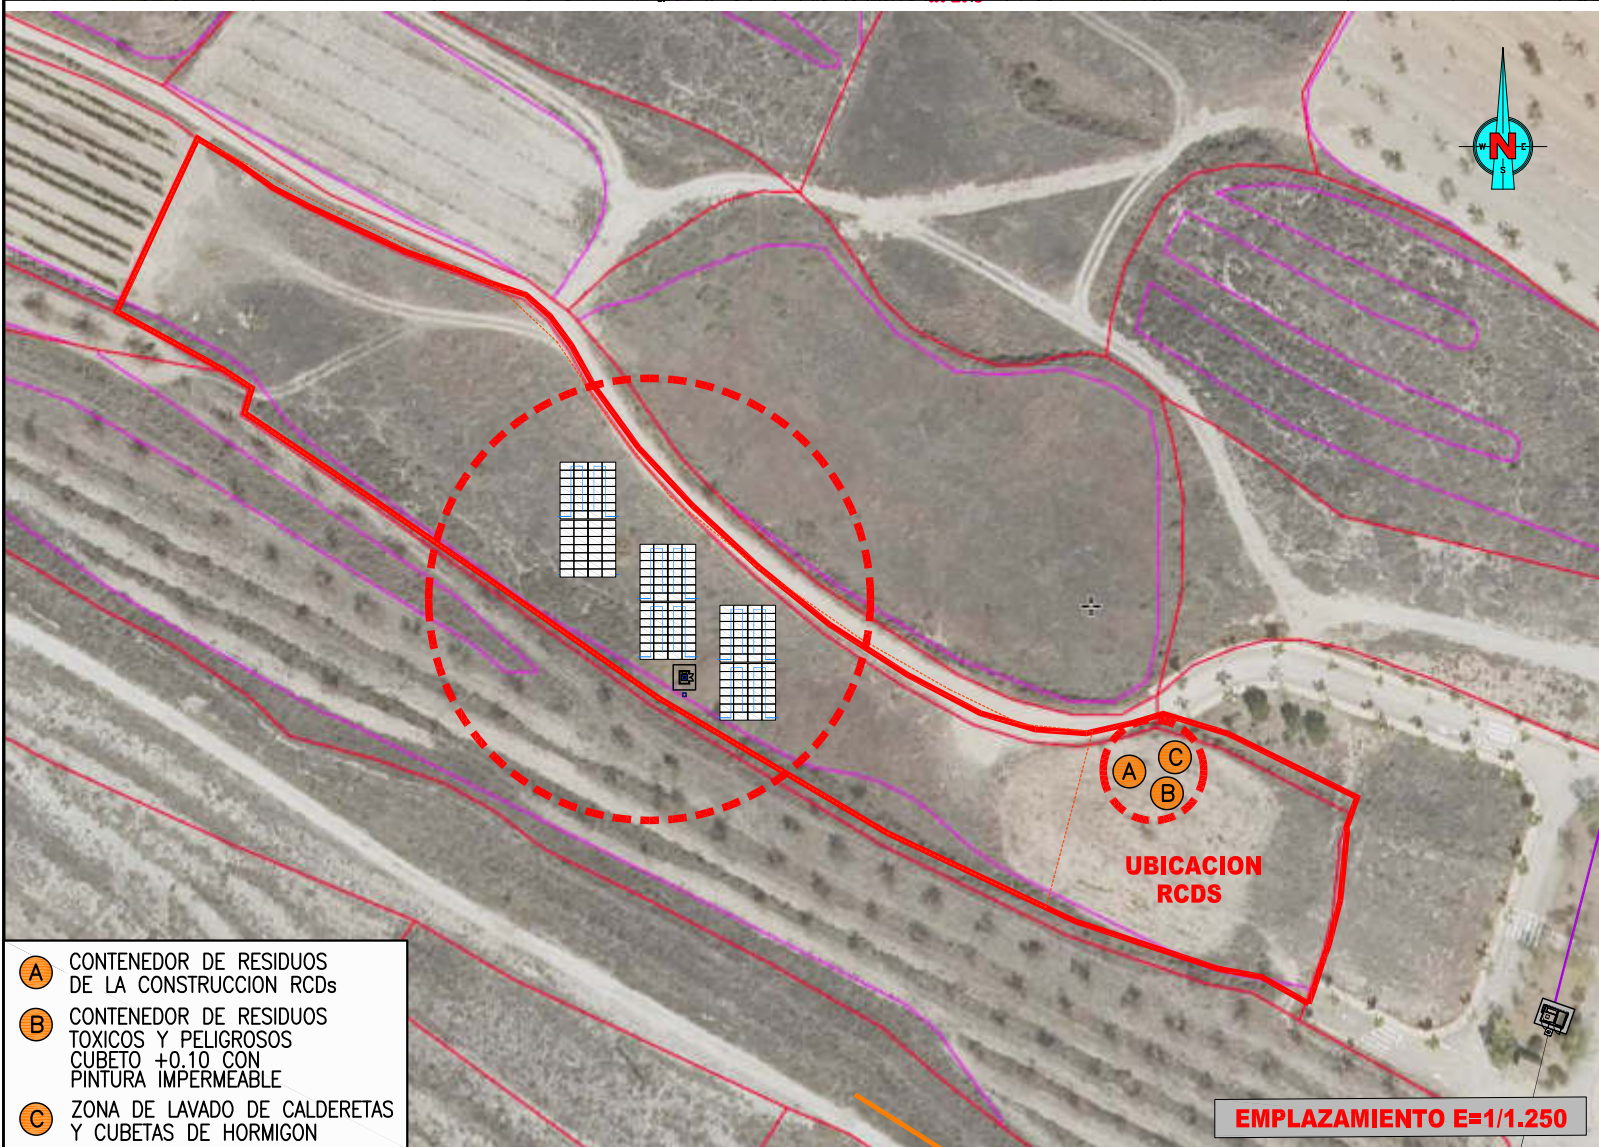 N
W
E
S
A
C
B
UBICACION
RCDS
A
CONTENEDOR DE RESIDUOS
DE LA CONSTRUCCION RCDs
B
CONTENEDOR DE RESIDUOS
TOXICOS Y PELIGROSOS
CUBETO +0.10 CON
PINTURA IMPERMEABLE
C
ZONA DE LAVADO DE CALDERETAS
Y CUBETAS DE HORMIGON
EMPLAZAMIENTO E=1/1.250